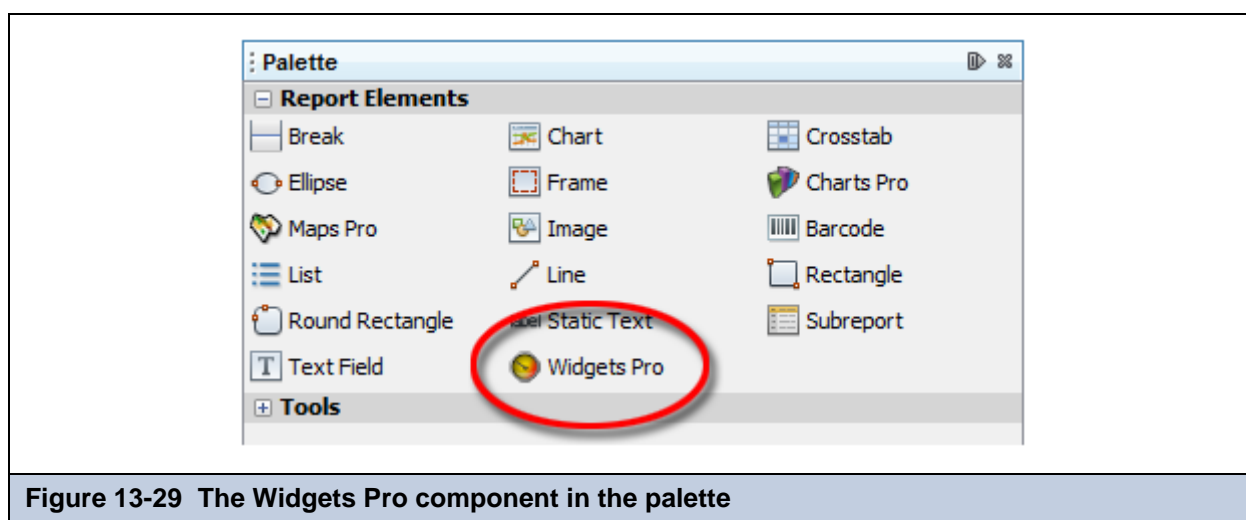 Palette
Report Elements
Break Chart Crosstab
Ellipse Frame Charts Pro
Maps Pro Image Barcode
List Line Rectangle
Round Rectangle label Static Text Subreport
T Text Field Widgets Pro
Tools
Figure 13-29 The Widgets Pro component in the palette